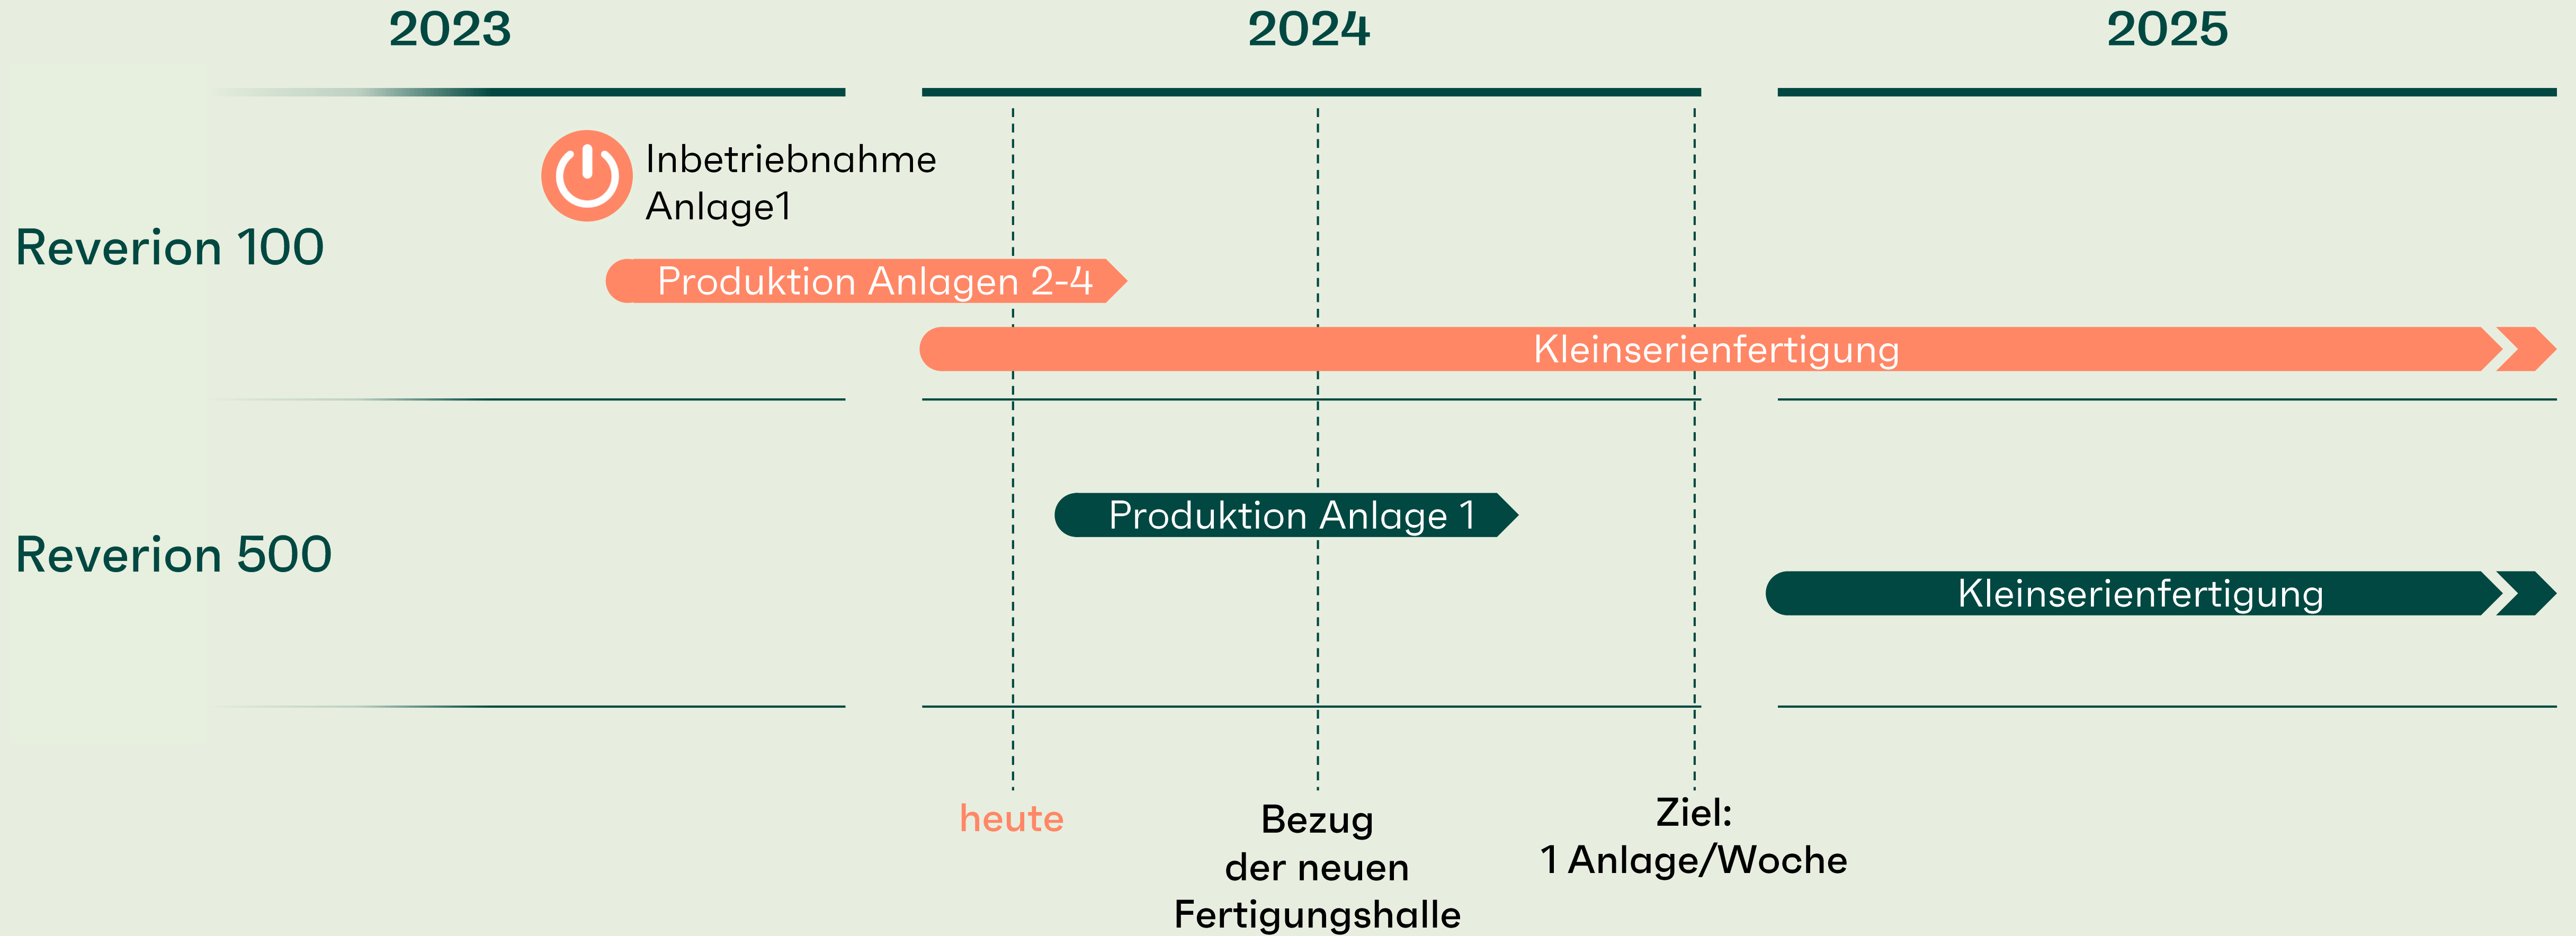 2023
2024
2025
Inbetriebnahme
Anlage1
Reverion 100
Produktion Anlagen 2-4
Kleinserienfertigung
Produktion Anlage 1
Reverion 500
Kleinserienfertigung
heute
Bezug
der neuen
Fertigungshalle
Ziel:
1 Anlage/Woche